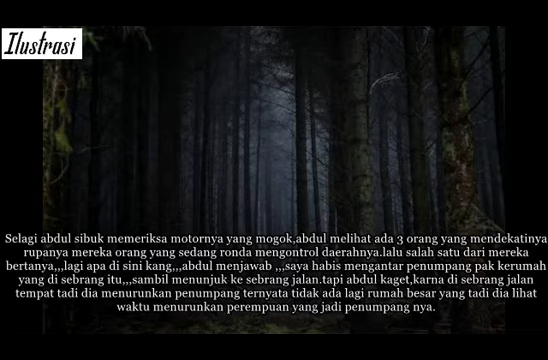 Ilustrasi
Selagi abdul sibuk memeriksa motornya yang mogok,abdul melihat ada 3 orang yang mendekatinya
rupanya mereka orang yang sedang ronda mengontrol daerahnya.lalu salah satu dari mereka
bertanya,,,lagi apa di sini kang,,,abdul menjawab ,,,saya habis mengantar penumpang pak kerumah
yang di sebrang itu,,,sambil menunjuk ke sebrang jalan.tapi abdul kaget,karna di sebrang jalan
tempat tadi dia menurunkan penumpang ternyata tidak ada lagi rumah besar yang tadi dia lihat
waktu menurunkan perempuan yang jadi penumpang nya.